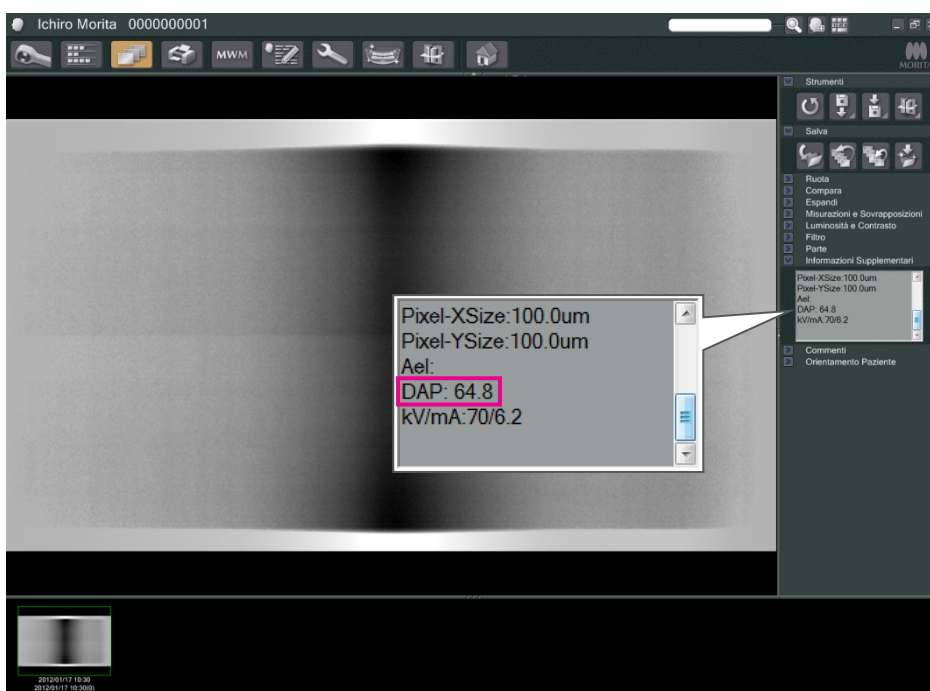 Ichiro Morita 0000000001
MWM
MORITA
Strumenti
Salva
Ruota
Compara
Espandi
Misurazioni e Sovrapposizioni
Luminosità e Contrasto
Filtro
Parte
Informazioni Supplementari
Pixel-XSize:100.0um
Pixel-YSize:100.0um
Ael:
DAP: 64.8
kV/mA:70/6.2
Commenti
Orientamento Paziente
Pixel-XSize:100.0um
Pixel-YSize:100.0um
Ael:
DAP: 64.8
kV/mA:70/6.2
2012/01/17 10:30
2012/01/17 10:30(0)